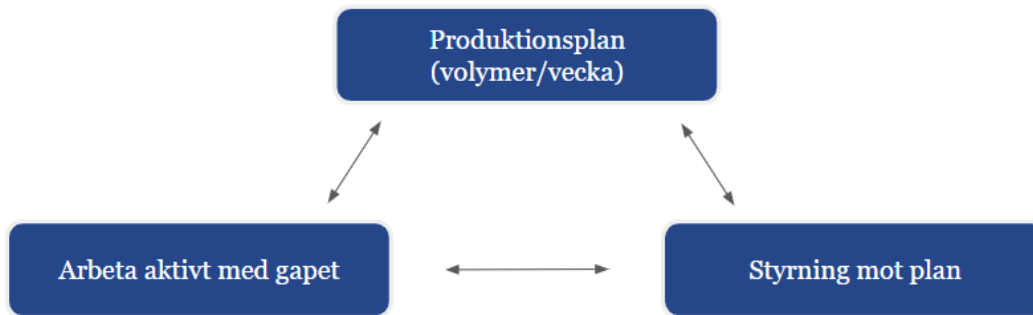 Produktionsplan
(volymer/vecka)
Arbeta aktivt med gapet
Styrning mot plan